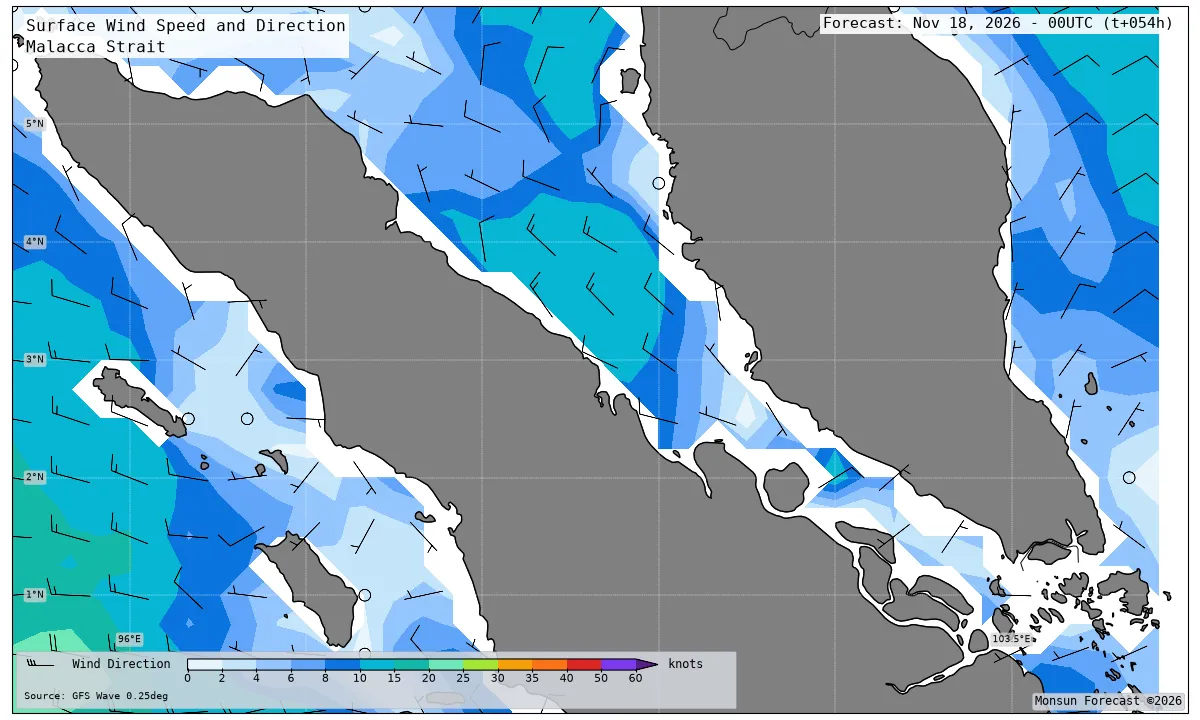 Surface Wind Speed and Direction
Malacca Strait
Forecast: Nov 18, 2026 - 00UTC (t+054h)
5°N
4°N
3°N
2°N
1°N
96°E
103.5°E
Wind Direction
0 2 4 6 8 10 15 20 25 30 35 40 50 60
knots
Source: GFS Wave 0.25deg
Monsun Forecast ©2026